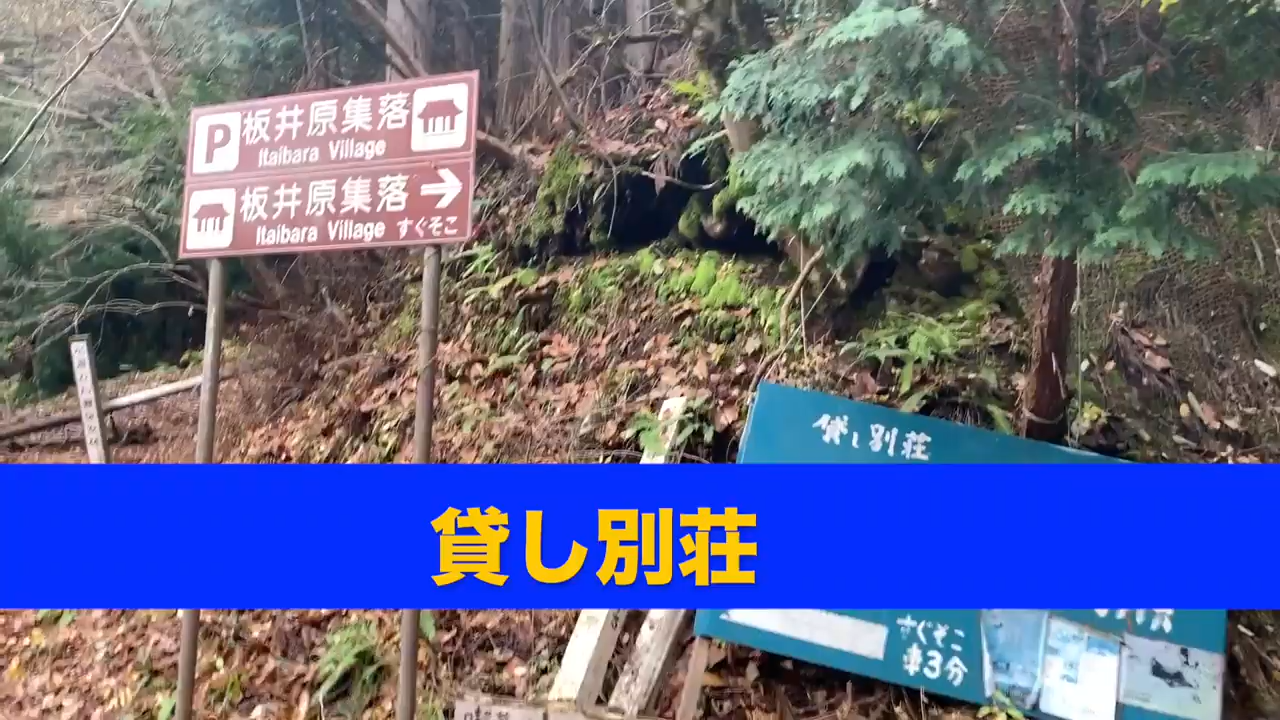 P 板井原集落
Itaibara Village
板井原集落 →
Itaibara Village すぐそこ
貸し別荘
貸し別荘
すぐそこ
車3分